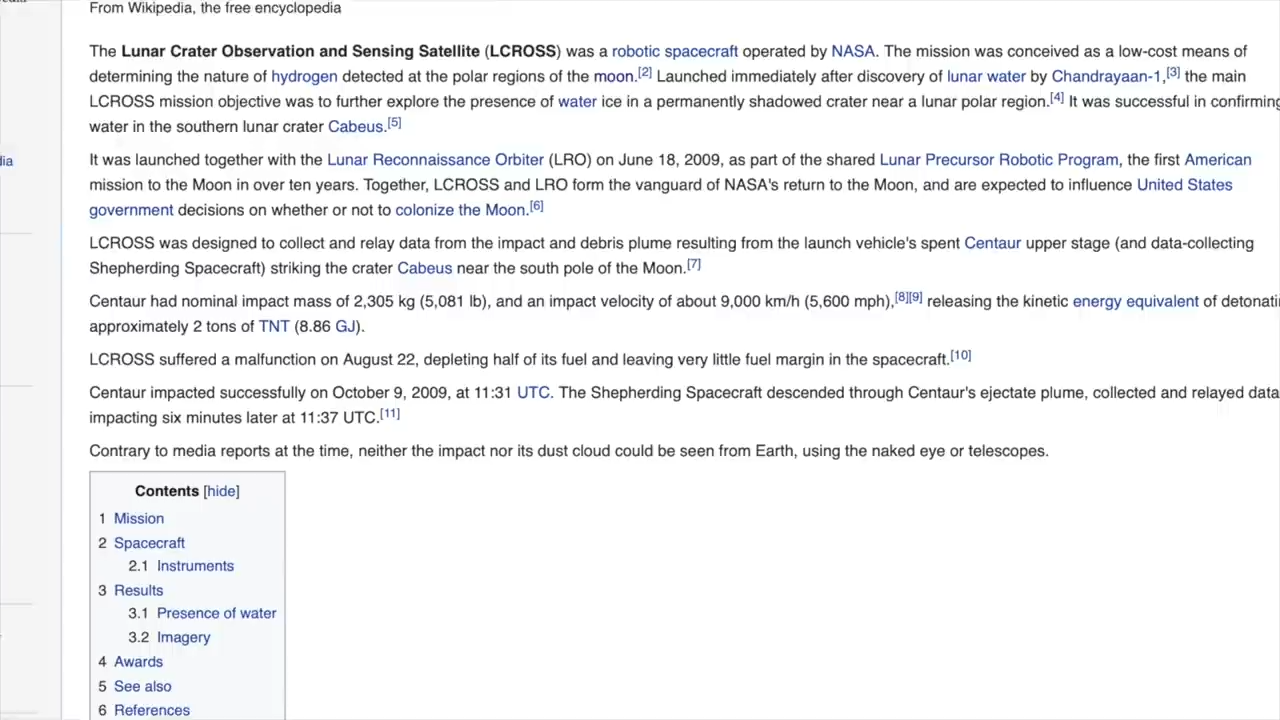 From Wikipedia, the free encyclopedia
The Lunar Crater Observation and Sensing Satellite (LCROSS) was a robotic spacecraft operated by NASA. The mission was conceived as a low-cost means of
determining the nature of hydrogen detected at the polar regions of the moon.[2] Launched immediately after discovery of lunar water by Chandrayaan-1,[3] the main
LCROSS mission objective was to further explore the presence of water ice in a permanently shadowed crater near a lunar polar region.[4] It was successful in confirming
water in the southern lunar crater Cabeus.[5]
It was launched together with the Lunar Reconnaissance Orbiter (LRO) on June 18, 2009, as part of the shared Lunar Precursor Robotic Program, the first American
mission to the Moon in over ten years. Together, LCROSS and LRO form the vanguard of NASA's return to the Moon, and are expected to influence United States
government decisions on whether or not to colonize the Moon.[6]
LCROSS was designed to collect and relay data from the impact and debris plume resulting from the launch vehicle's spent Centaur upper stage (and data-collecting
Shepherding Spacecraft) striking the crater Cabeus near the south pole of the Moon.[7]
Centaur had nominal impact mass of 2,305 kg (5,081 lb), and an impact velocity of about 9,000 km/h (5,600 mph),[8][9] releasing the kinetic energy equivalent of detonati
approximately 2 tons of TNT (8.86 GJ).
LCROSS suffered a malfunction on August 22, depleting half of its fuel and leaving very little fuel margin in the spacecraft.[10]
Centaur impacted successfully on October 9, 2009, at 11:31 UTC. The Shepherding Spacecraft descended through Centaur's ejectate plume, collected and relayed data
impacting six minutes later at 11:37 UTC.[11]
Contrary to media reports at the time, neither the impact nor its dust cloud could be seen from Earth, using the naked eye or telescopes.
Contents [hide]
1 Mission
2 Spacecraft
2.1 Instruments
3 Results
3.1 Presence of water
3.2 Imagery
4 Awards
5 See also
6 References